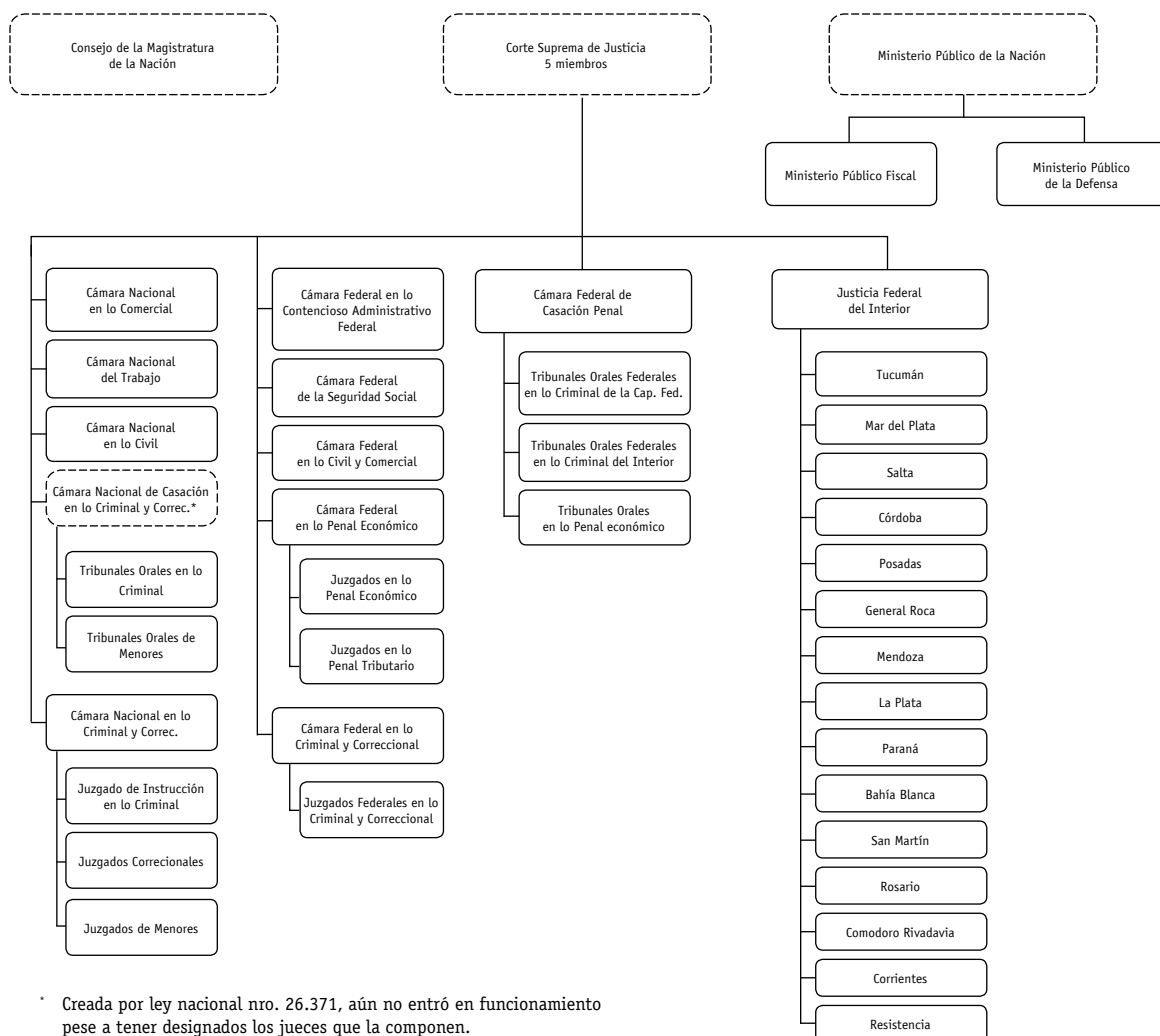 Consejo de la Magistratura
de la Nación
Corte Suprema de Justicia
5 miembros
Ministerio Público de la Nación
Ministerio Público Fiscal
Ministerio Público
de la Defensa
Cámara Nacional
en lo Comercial
Cámara Nacional
del Trabajo
Cámara Nacional
en lo Civil
Cámara Nacional de Casación
en lo Criminal y Correc.*
Tribunales Orales en lo
Criminal
Tribunales Orales de
Menores
Cámara Nacional en lo
Criminal y Correc.
Juzgado de Instrucción
en lo Criminal
Juzgados Correcionales
Juzgados de Menores
Cámara Federal en lo
Contencioso Administrativo
Federal
Cámara Federal
de la Seguridad Social
Cámara Federal
en lo Civil y Comercial
Cámara Federal
en lo Penal Económico
Juzgados en lo
Penal Económico
Juzgados en lo
Penal Tributario
Cámara Federal en lo
Criminal y Correccional
Juzgados Federales en lo
Criminal y Correccional
Cámara Federal de
Casación Penal
Tribunales Orales Federales
en lo Criminal de la Cap. Fed.
Tribunales Orales Federales
en lo Criminal del Interior
Tribunales Orales
en lo Penal económico
Justicia Federal
del Interior
Tucumán
Mar del Plata
Salta
Córdoba
Posadas
General Roca
Mendoza
La Plata
Paraná
Bahía Blanca
San Martín
Rosario
Comodoro Rivadavia
Corrientes
Resistencia
* Creada por ley nacional nro. 26.371, aún no entró en funcionamiento
pese a tener designados los jueces que la componen.